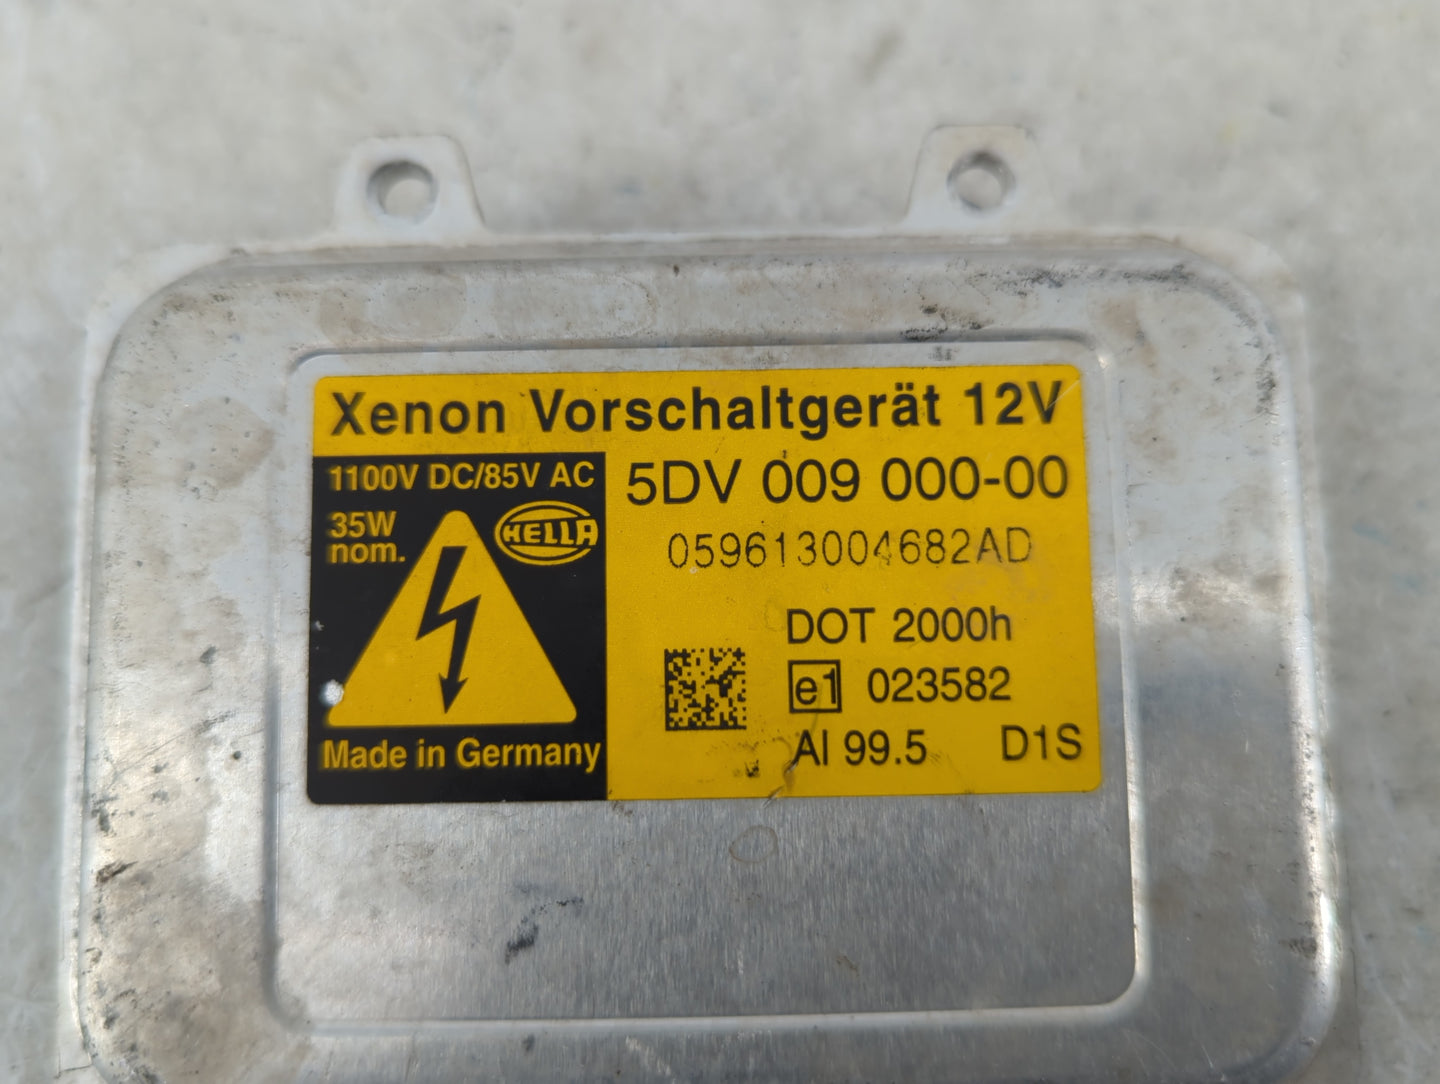 Xenon Vorschaltgerät 12V
1100V DC/85V AC
35W
nom.
HELLA
Made in Germany
5DV 009 000-00
059613004682AD
DOT 2000h
e1 023582
Al 99.5 D1S